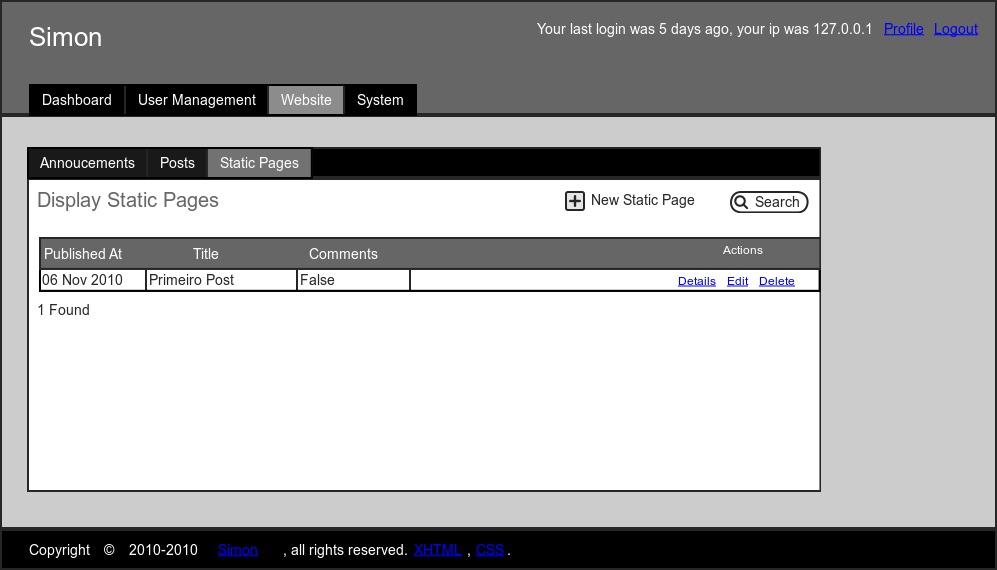 Simon
Your last login was 5 days ago, your ip was 127.0.0.1 Profile Logout
Dashboard User Management Website System
Annoucements Posts Static Pages
Display Static Pages New Static Page Search
Published At Title Comments Actions
06 Nov 2010 Primeiro Post False Details Edit Delete
1 Found
Copyright © 2010-2010 Simon , all rights reserved. XHTML , CSS .